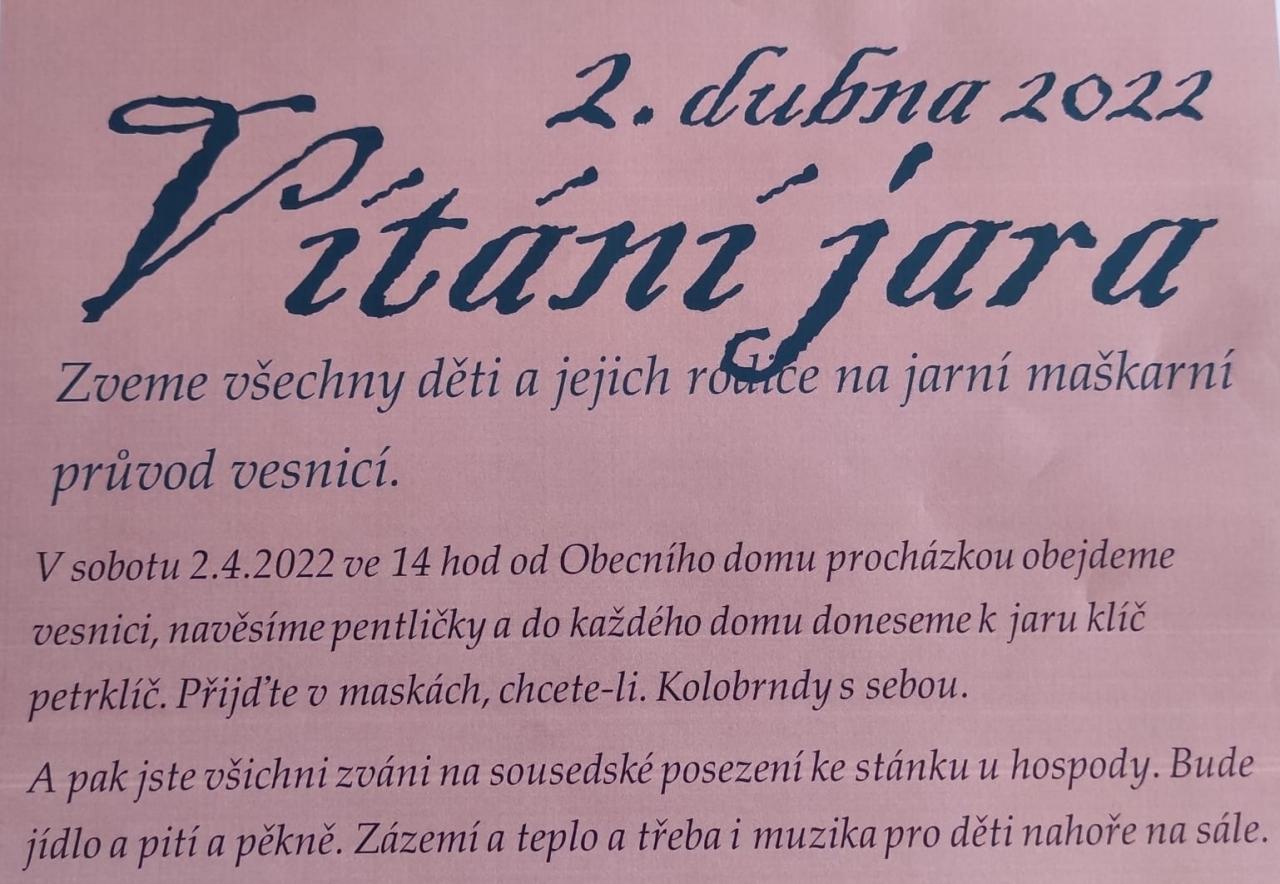 2. dubna 2022
Vítání jara
Zveme všechny děti a jejich rodiče na jarní maškarní
průvod vesnicí.
V sobotu 2.4.2022 ve 14 hod od Obecního domu procházkou obejdeme
vesnici, navěsíme pentličky a do každého domu doneseme k jaru klíč
petrklíč. Přijďte v maskách, chcete-li. Kolobrndy s sebou.
A pak jste všichni zváni na sousedské posezení ke stánku u hospody. Bude
jídlo a pití a pěkně. Zázemí a teplo a třeba i muzika pro děti nahoře na sále.